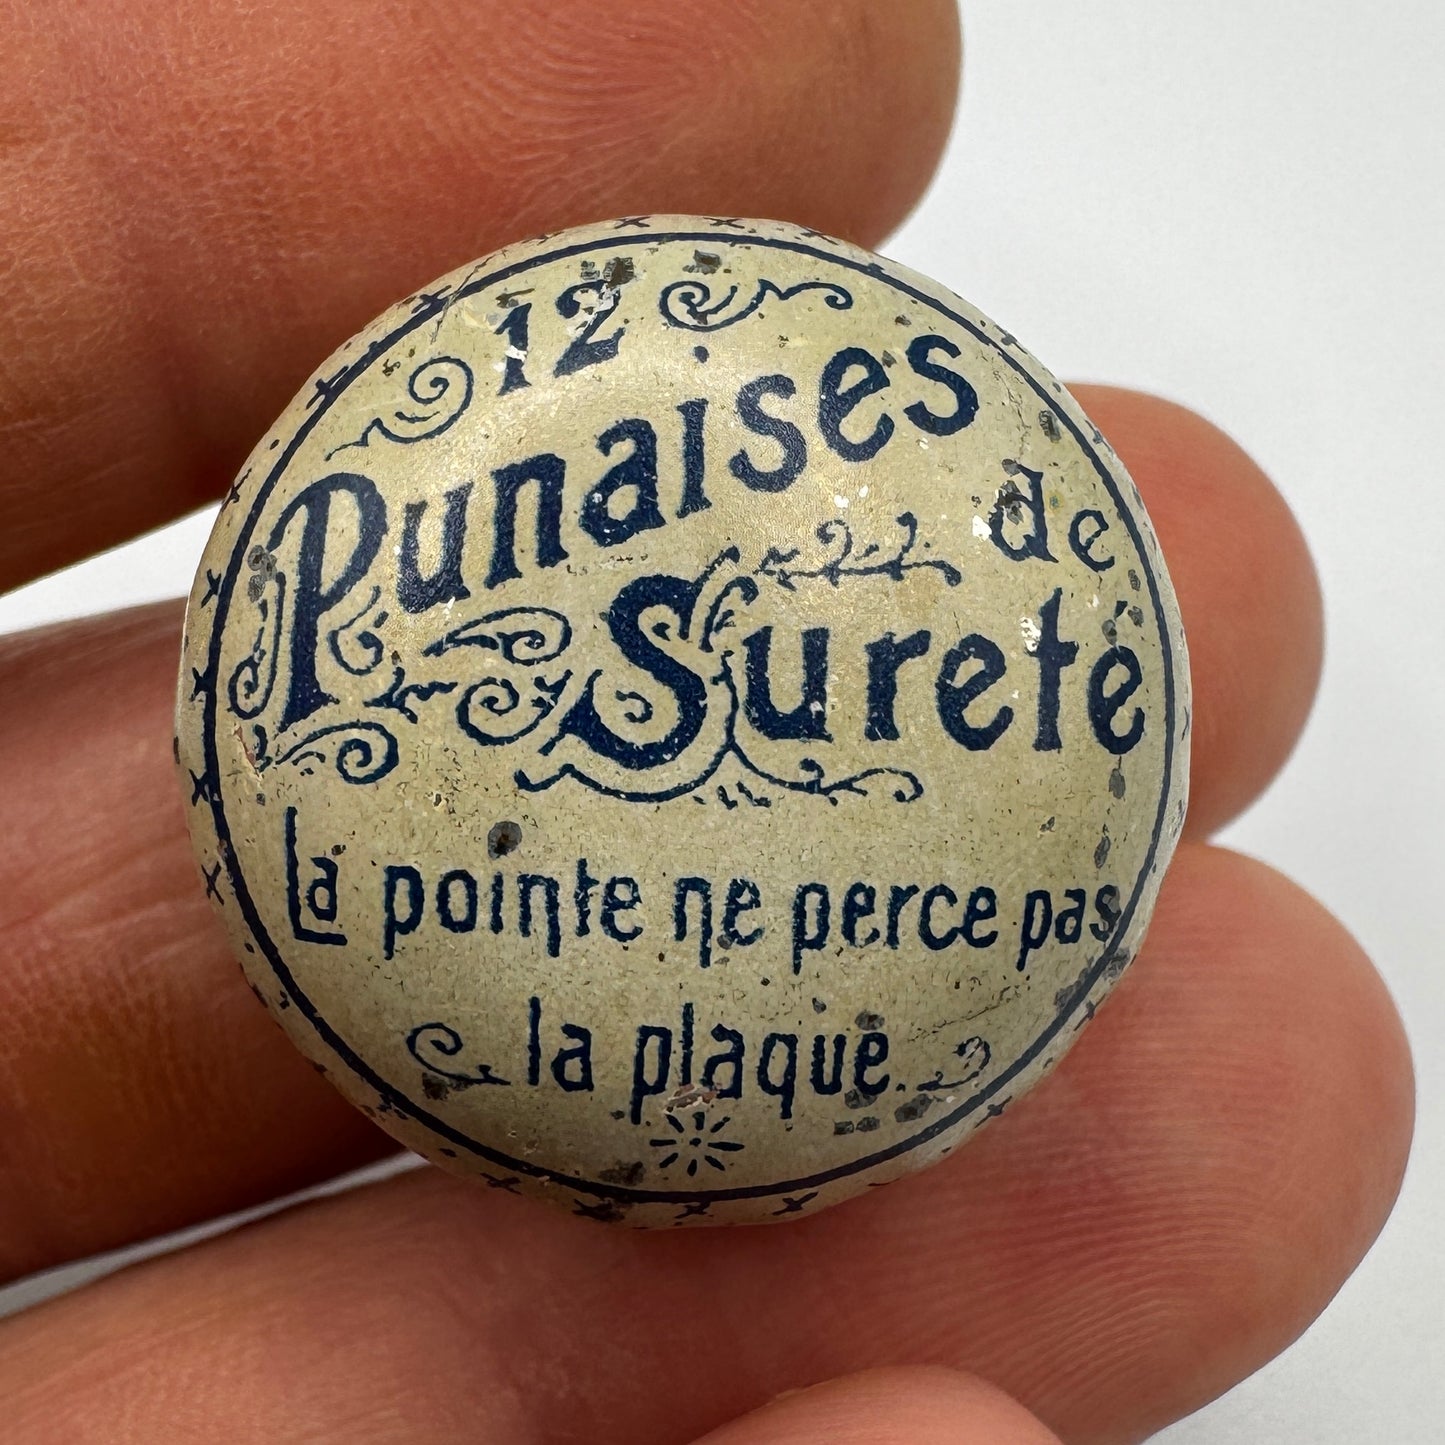 12
Punaises
de
Sureté
La pointe ne perce pas
la plaque.